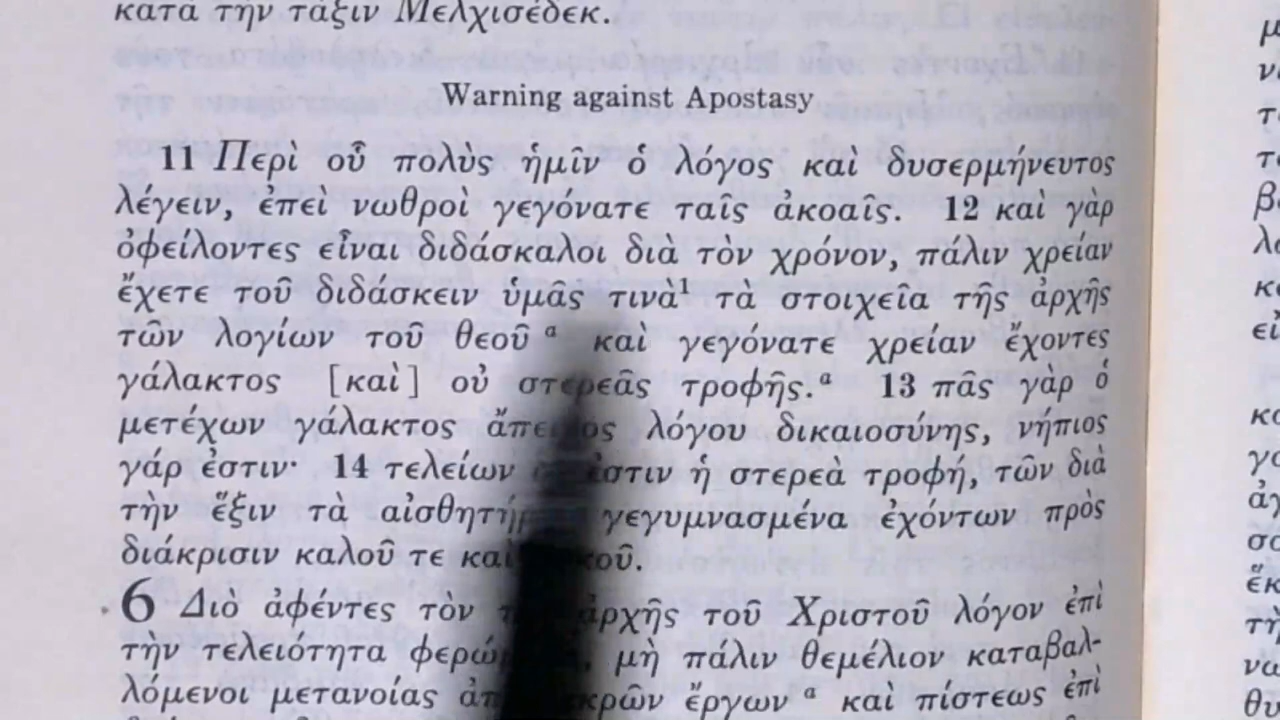 κατὰ τὴν τάξιν Μελχισέδεκ.
Warning against Apostasy
11 Περὶ οὗ πολὺς ἡμῖν ὁ λόγος καὶ δυσερμήνευτος
λέγειν, ἐπεὶ νωθροὶ γεγόνατε ταῖς ἀκοαῖς. 12 καὶ γὰρ
ὀφείλοντες εἶναι διδάσκαλοι διὰ τὸν χρόνον, πάλιν χρείαν
ἔχετε τοῦ διδάσκειν ὑμᾶς τινὰ¹ τὰ στοιχεῖα τῆς ἀρχῆς
τῶν λογίων τοῦ θεοῦ ᵃ καὶ γεγόνατε χρείαν ἔχοντες
γάλακτος [καὶ] οὐ στερεᾶς τροφῆς.ᵃ 13 πᾶς γὰρ ὁ
μετέχων γάλακτος λόγου δικαιοσύνης, νήπιος
γάρ ἐστιν· 14 τελείων ἐστιν ἡ στερεὰ τροφή, τῶν διὰ
τὴν ἕξιν τὰ γεγυμνασμένα ἐχόντων πρὸς
διάκρισιν καλοῦ τε καὶ
6 Διὸ ἀφέντες τὸν ἀρχῆς τοῦ Χριστοῦ λόγον ἐπὶ
τὴν τελειότητα μὴ πάλιν θεμέλιον καταβαλ-
λόμενοι μετανοίας ἔργων ᵃ καὶ πίστεως ἐπὶ